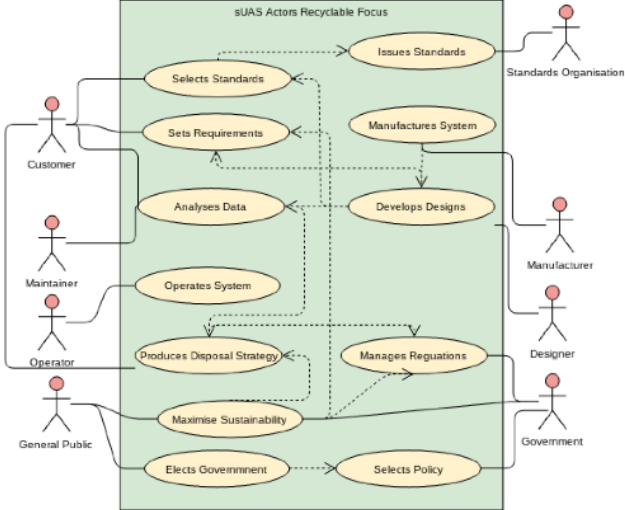 sUAS Actors Recyclable Focus
Issues Standards
Standards Organisation
Selects Standards
Sets Requirements
Manufactures System
Customer
Analyses Data
Develops Designs
Manufacturer
Maintainer
Operates System
Designer
Operator
Produces Disposal Strategy
Manages Reguations
General Public
Maximise Sustainability
Government
Elects Governmnent
Selects Policy